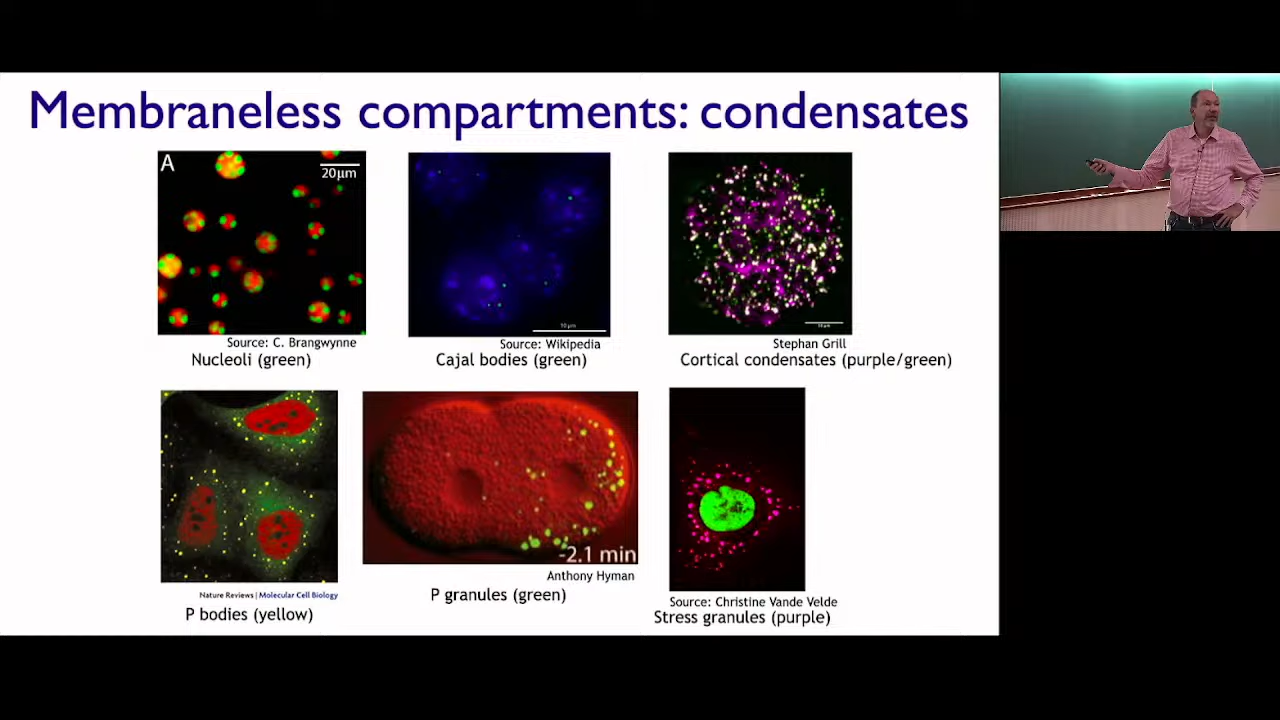 Membraneless compartments: condensates
A
20μm
Source: C. Brangwynne
Nucleoli (green)
10 μm
Source: Wikipedia
Cajal bodies (green)
Stephan Grill
Cortical condensates (purple/green)
Nature Reviews | Molecular Cell Biology
P bodies (yellow)
-2.1 min
Anthony Hyman
P granules (green)
Source: Christine Vande Velde
Stress granules (purple)